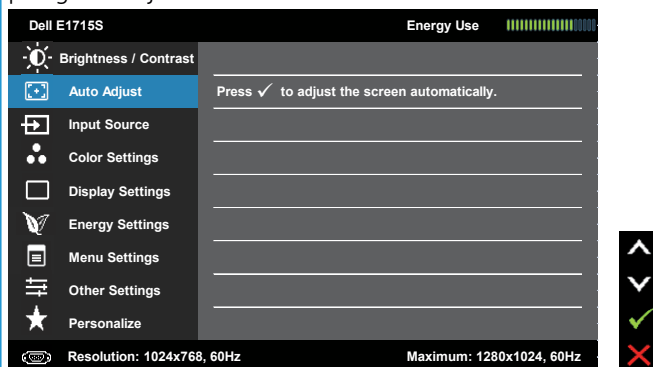 Dell E1715S Energy Use
Brightness / Contrast
Auto Adjust Press ✓ to adjust the screen automatically.
Input Source
Color Settings
Display Settings
Energy Settings
Menu Settings
Other Settings
Personalize
Resolution: 1024x768, 60Hz Maximum: 1280x1024, 60Hz